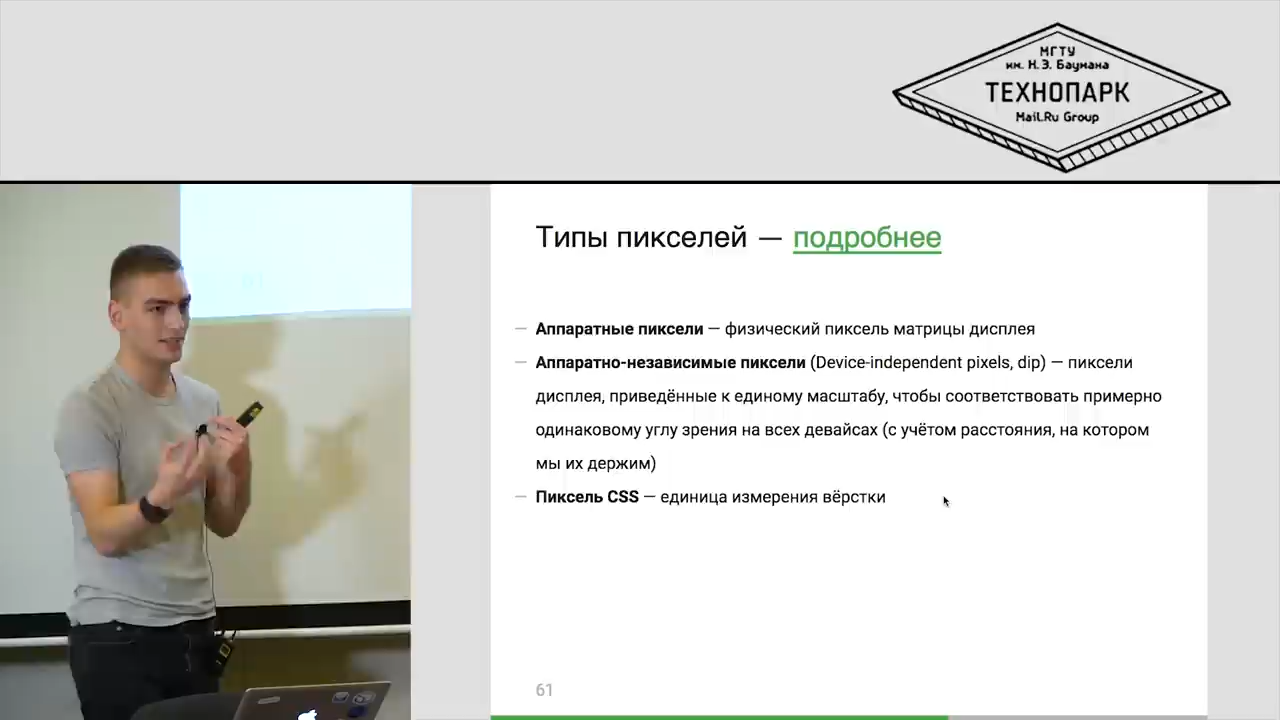 МГТУ
им. Н.Э. Баумана
ТЕХНОПАРК
Mail.Ru Group
Типы пикселей — подробнее
— Аппаратные пиксели — физический пиксель матрицы дисплея
— Аппаратно-независимые пиксели (Device-independent pixels, dip) — пиксели
дисплея, приведённые к единому масштабу, чтобы соответствовать примерно
одинаковому углу зрения на всех девайсах (с учётом расстояния, на котором
мы их держим)
— Пиксель CSS — единица измерения вёрстки
61